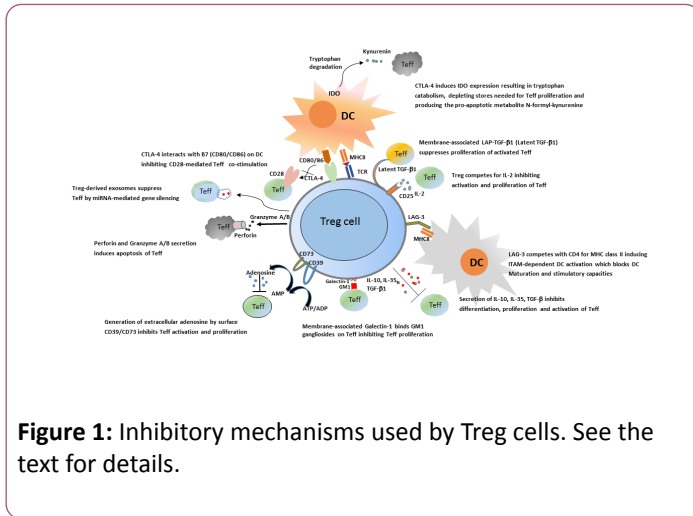 Tryptophan
degradation
Kynurenin
Teff
IDO
DC
CTLA-4 induces IDO expression resulting in tryptophan
catabolism, depleting stores needed for Teff proliferation and
producing the pro-apoptotic metabolite N-formyl-kynurenine
CTLA-4 interacts with B7 (CD80/CD86) on DC
inhibiting CD28-mediated Teff co-stimulation
CD80/86
MHCII
CD28
CTLA-4
TCR
Teff
Membrane-associated LAP-TGF-β1 (Latent TGF-β1)
suppresses proliferation of activated Teff
Teff
Latent TGF-β1
Teff
Treg competes for IL-2 inhibiting
activation and proliferation of Teff
CD25
IL-2
Treg-derived exosomes suppress
Teff by miRNA-mediated gene silencing
Teff
Treg cell
Granzyme A/B
Teff
Perforin
Perforin and Granzyme A/B secretion
induces apoptosis of Teff
LAG-3
MHCII
DC
LAG-3 competes with CD4 for MHC class II inducing
ITAM-dependent DC activation which blocks DC
Maturation and stimulatory capacities
CD73
CD39
Adenosine
AMP
ATP/ADP
Teff
Generation of extracellular adenosine by surface
CD39/CD73 inhibits Teff activation and proliferation
Galectin-1
GM1
Teff
IL-10, IL-35,
TGF-β1
Membrane-associated Galectin-1 binds GM1
gangliosides on Teff inhibiting Teff proliferation
Teff
Secretion of IL-10, IL-35, TGF-β inhibits
differentiation, proliferation and activation of Teff
Figure 1: Inhibitory mechanisms used by Treg cells. See the
text for details.